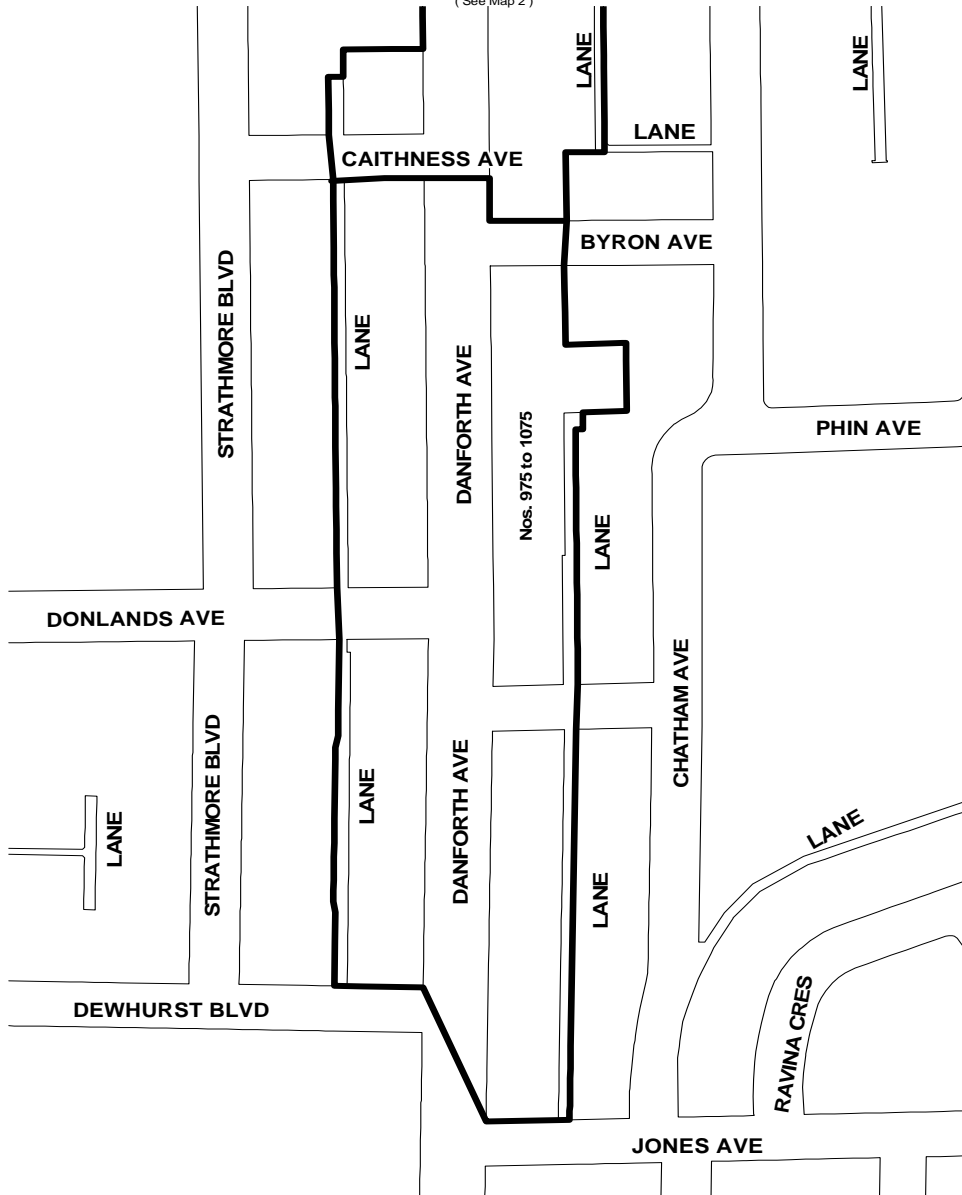 ( See Map 2 )
LANE
LANE
LANE
CAITHNESS AVE
BYRON AVE
STRATHMORE BLVD
LANE
DANFORTH AVE
Nos. 975 to 1075
PHIN AVE
LANE
DONLANDS AVE
CHATHAM AVE
STRATHMORE BLVD
LANE
DANFORTH AVE
LANE
LANE
LANE
DEWHURST BLVD
RAVINA CRES
JONES AVE